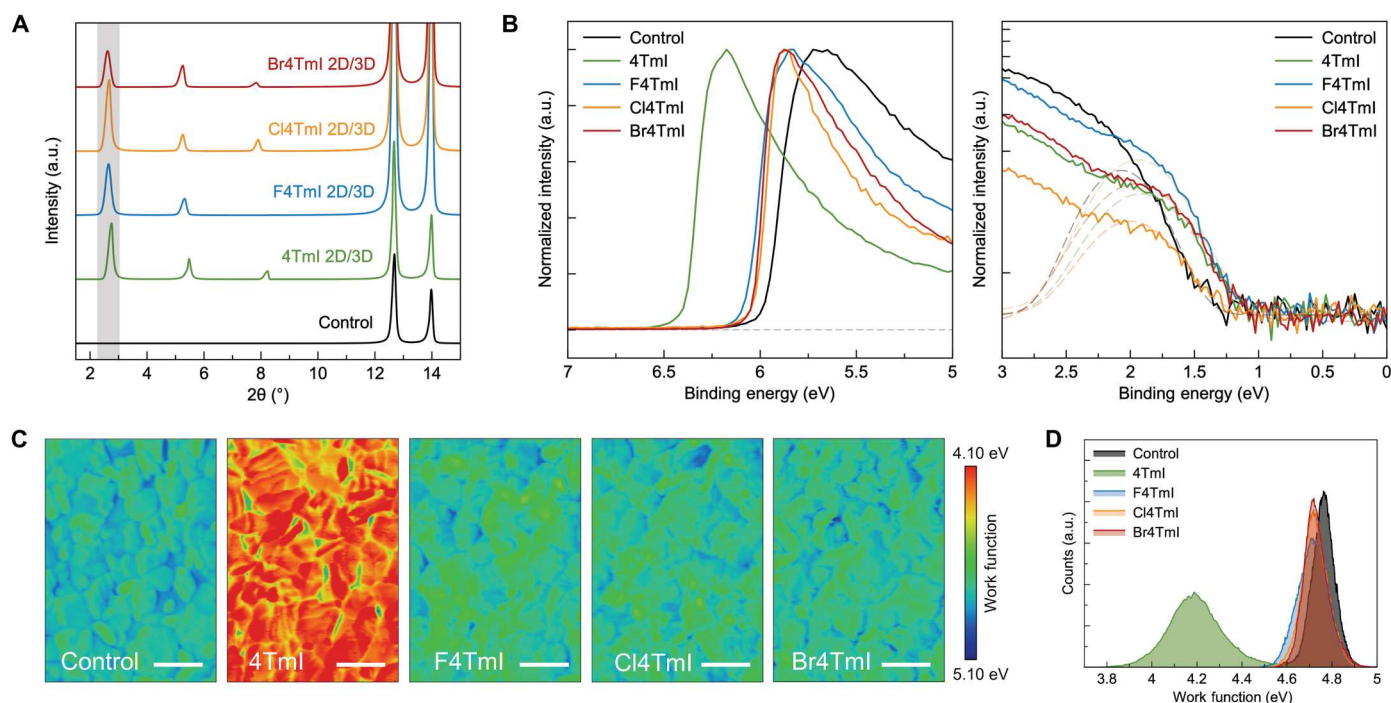 A
Intensity (a.u.)
Br4TmI 2D/3D
Cl4TmI 2D/3D
F4TmI 2D/3D
4TmI 2D/3D
Control
2 4 6 8 10 12 14
2θ (°)
B
Normalized intensity (a.u.)
Control
4TmI
F4TmI
Cl4TmI
Br4TmI
7 6.5 6 5.5 5
Binding energy (eV)
Normalized intensity (a.u.)
Control
4TmI
F4TmI
Cl4TmI
Br4TmI
3 2.5 2 1.5 1 0.5 0
Binding energy (eV)
C
Control
4TmI
F4TmI
Cl4TmI
Br4TmI
4.10 eV
Work function
5.10 eV
D
Counts (a.u.)
Control
4TmI
F4TmI
Cl4TmI
Br4TmI
3.8 4 4.2 4.4 4.6 4.8 5
Work function (eV)